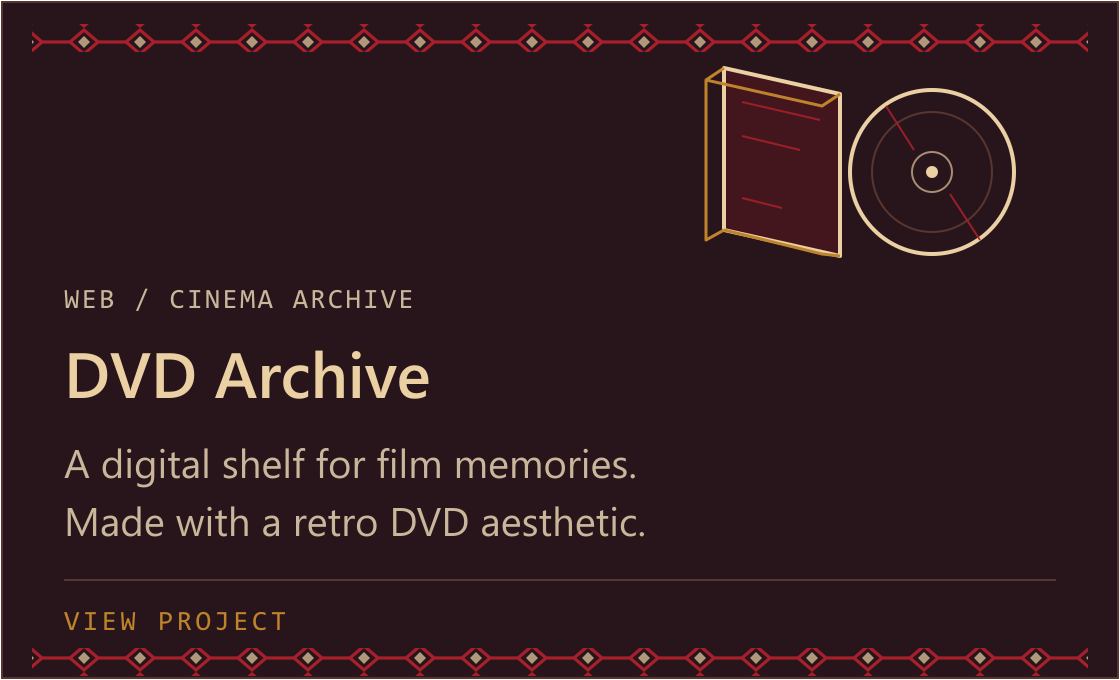 WEB / CINEMA ARCHIVE
DVD Archive
A digital shelf for film memories.
Made with a retro DVD aesthetic.
VIEW PROJECT